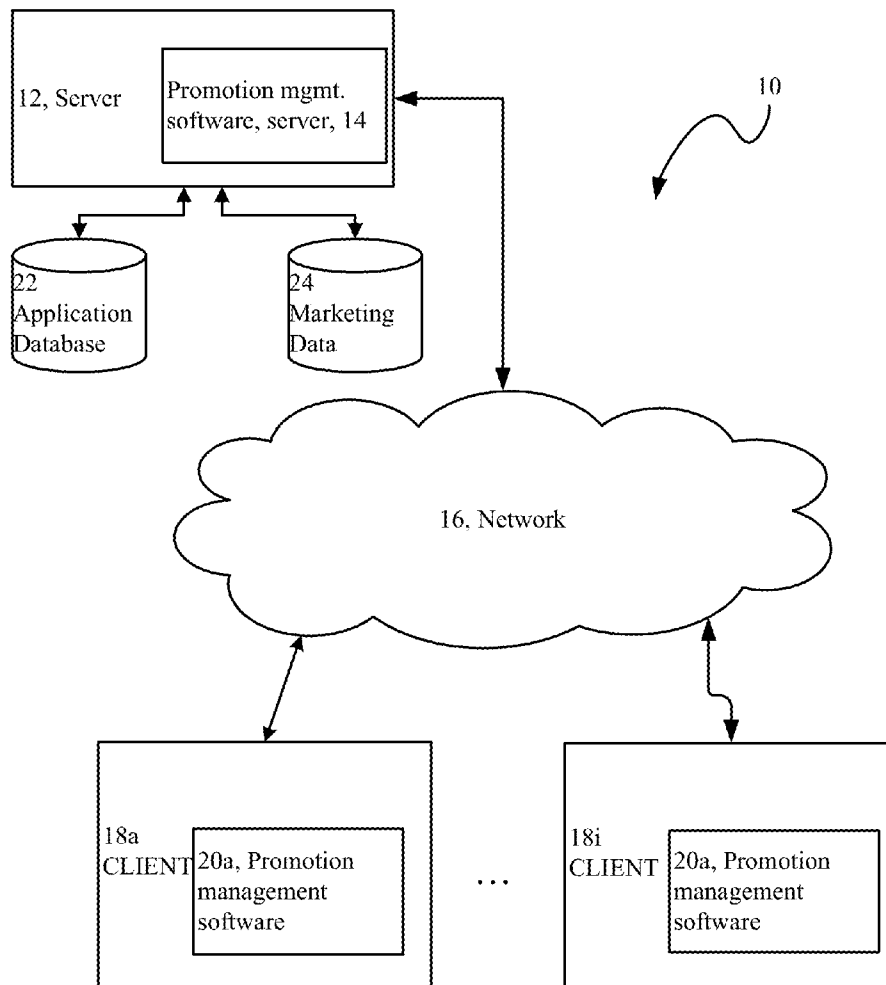 10
12, Server
Promotion mgmt.
software, server, 14
22
Application
Database
24
Marketing
Data
16, Network
18a
CLIENT
20a, Promotion
management
software
...
18i
CLIENT
20a, Promotion
management
software